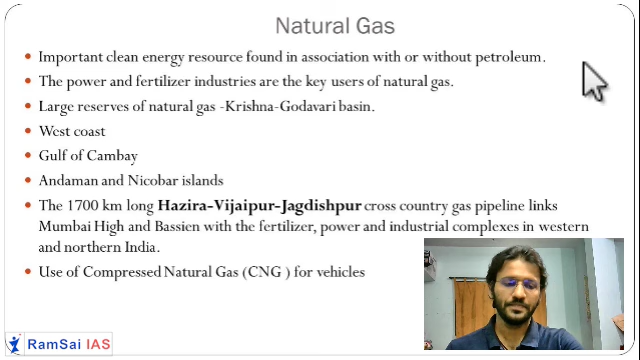 Natural Gas
Important clean energy resource found in association with or without petroleum.
The power and fertilizer industries are the key users of natural gas.
Large reserves of natural gas -Krishna-Godavari basin.
West coast
Gulf of Cambay
Andaman and Nicobar islands
The 1700 km long Hazira-Vijaipur-Jagdishpur cross country gas pipeline links
Mumbai High and Bassien with the fertilizer, power and industrial complexes in western
and northern India.
Use of Compressed Natural Gas (CNG ) for vehicles
RamSai IAS